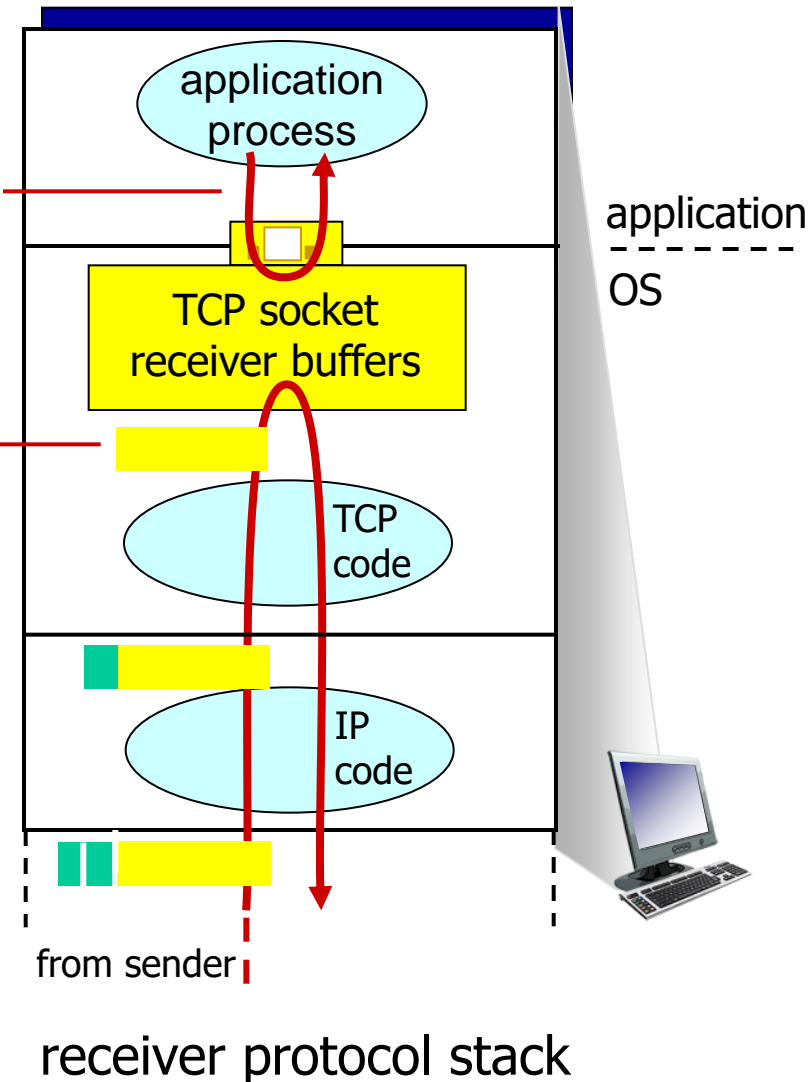 application
process
application
OS
TCP socket
receiver buffers
TCP
code
IP
code
from sender
receiver protocol stack